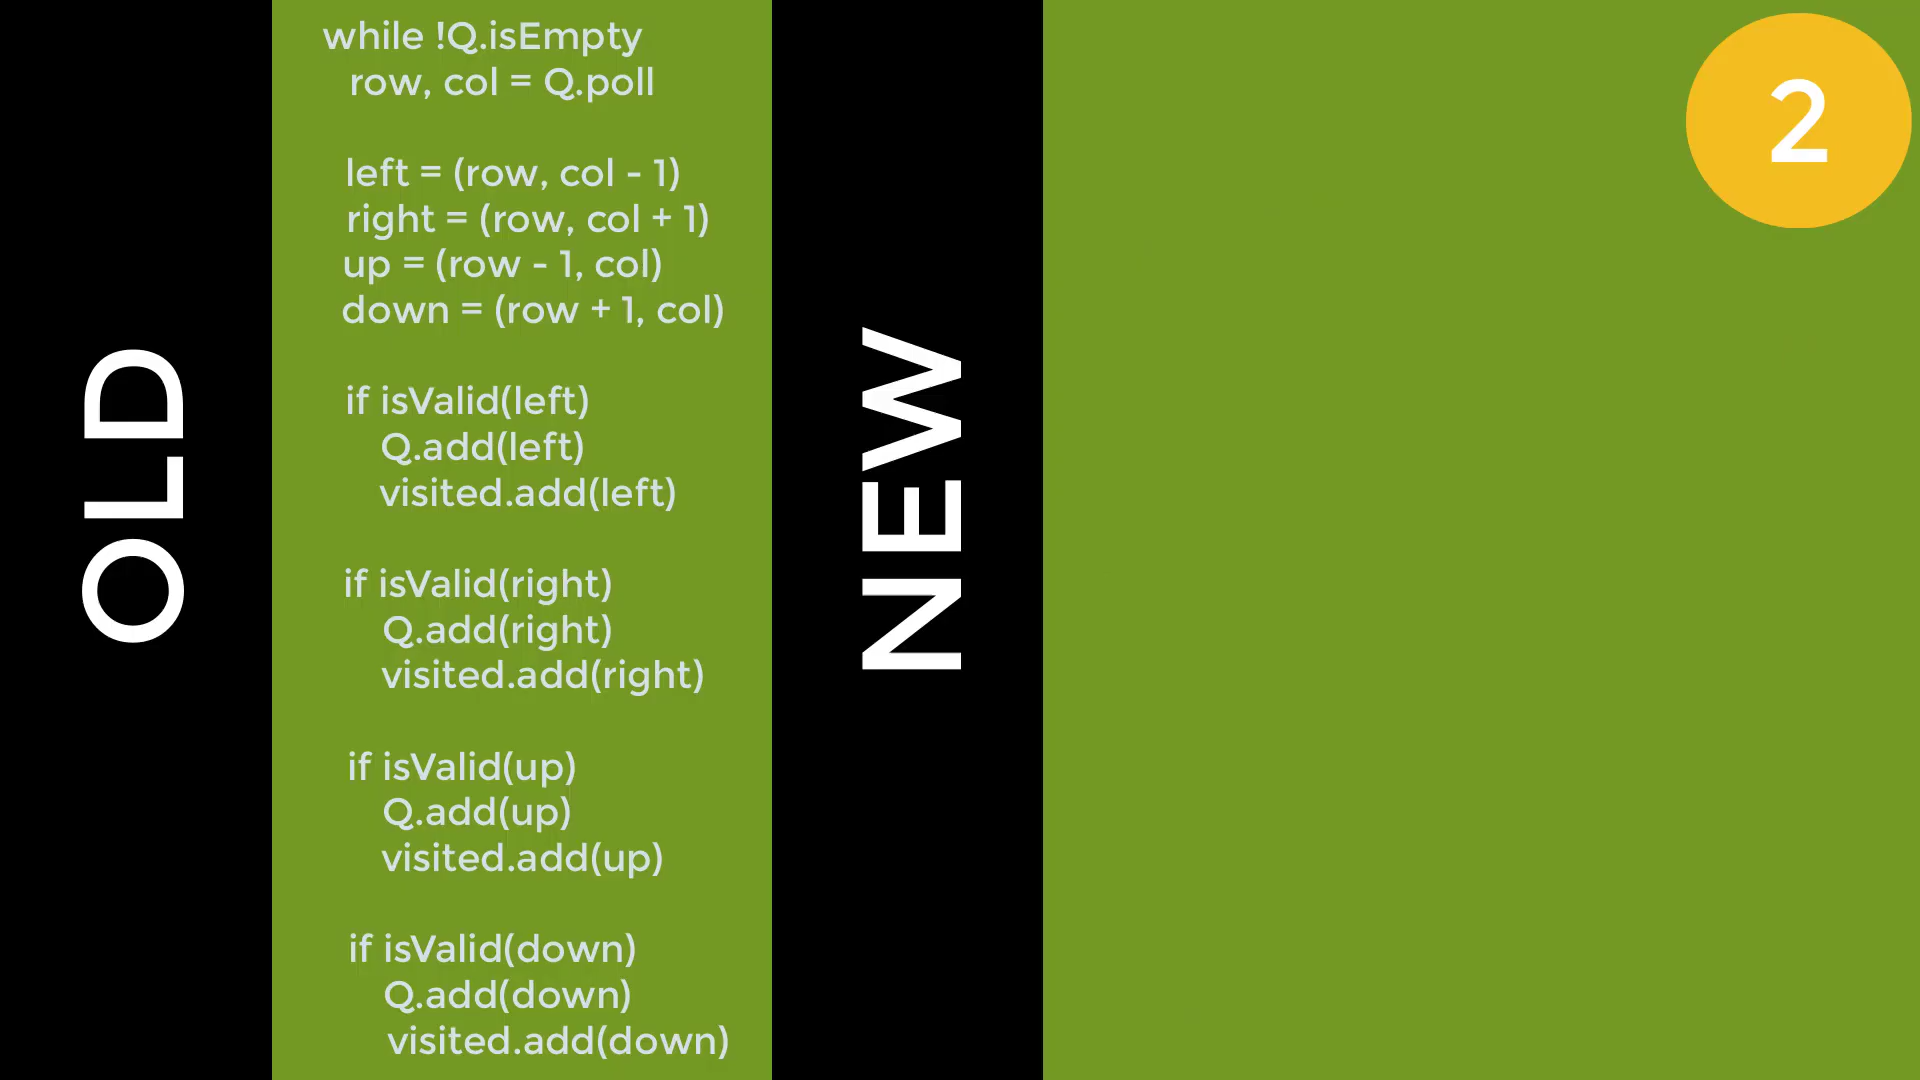 OLD
while !Q.isEmpty
row, col = Q.poll
left = (row, col - 1)
right = (row, col + 1)
up = (row - 1, col)
down = (row + 1, col)
if isValid(left)
Q.add(left)
visited.add(left)
if isValid(right)
Q.add(right)
visited.add(right)
if isValid(up)
Q.add(up)
visited.add(up)
if isValid(down)
Q.add(down)
visited.add(down)
NEW
2